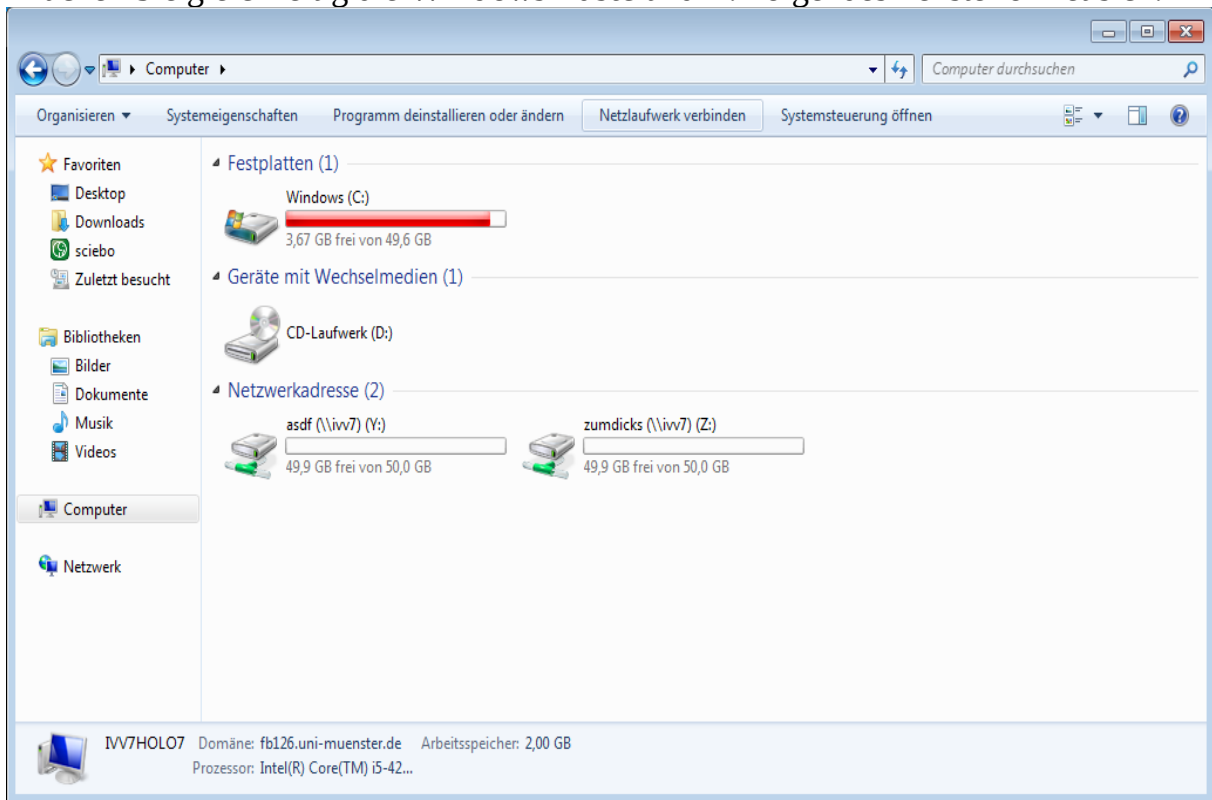 Computer
Computer durchsuchen
Organisieren Systemeigenschaften Programm deinstallieren oder ändern Netzlaufwerk verbinden Systemsteuerung öffnen
Favoriten
Desktop
Downloads
sciebo
Zuletzt besucht
Bibliotheken
Bilder
Dokumente
Musik
Videos
Computer
Netzwerk
Festplatten (1)
Windows (C:)
3,67 GB frei von 49,6 GB
Geräte mit Wechselmedien (1)
CD-Laufwerk (D:)
Netzwerkadresse (2)
asdf (\\ivv7) (Y:)
49,9 GB frei von 50,0 GB
zumdicks (\\ivv7) (Z:)
49,9 GB frei von 50,0 GB
IVV7HOLO7 Domäne: fb126.uni-muenster.de Arbeitsspeicher: 2,00 GB
Prozessor: Intel(R) Core(TM) i5-42...